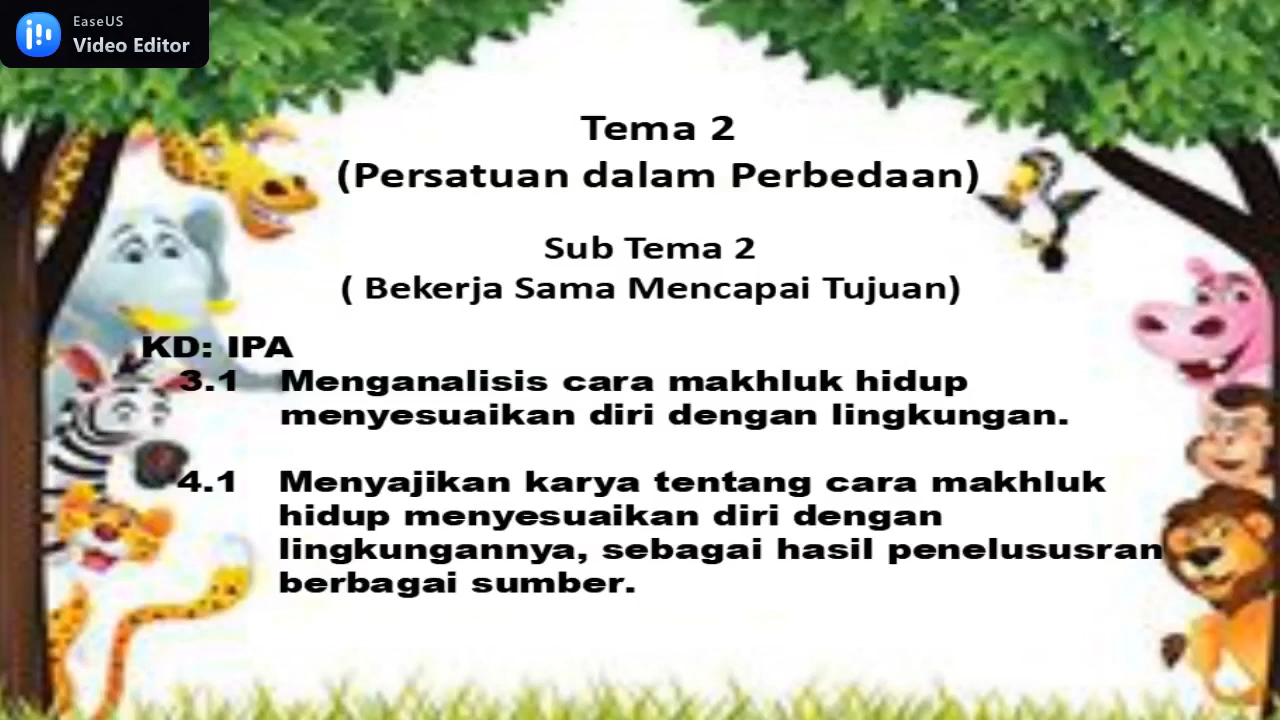 EaseUS
Video Editor
Tema 2
(Persatuan dalam Perbedaan)
Sub Tema 2
( Bekerja Sama Mencapai Tujuan)
KD: IPA
3.1 Menganalisis cara makhluk hidup
menyesuaikan diri dengan lingkungan.
4.1 Menyajikan karya tentang cara makhluk
hidup menyesuaikan diri dengan
lingkungannya, sebagai hasil penelususran
berbagai sumber.